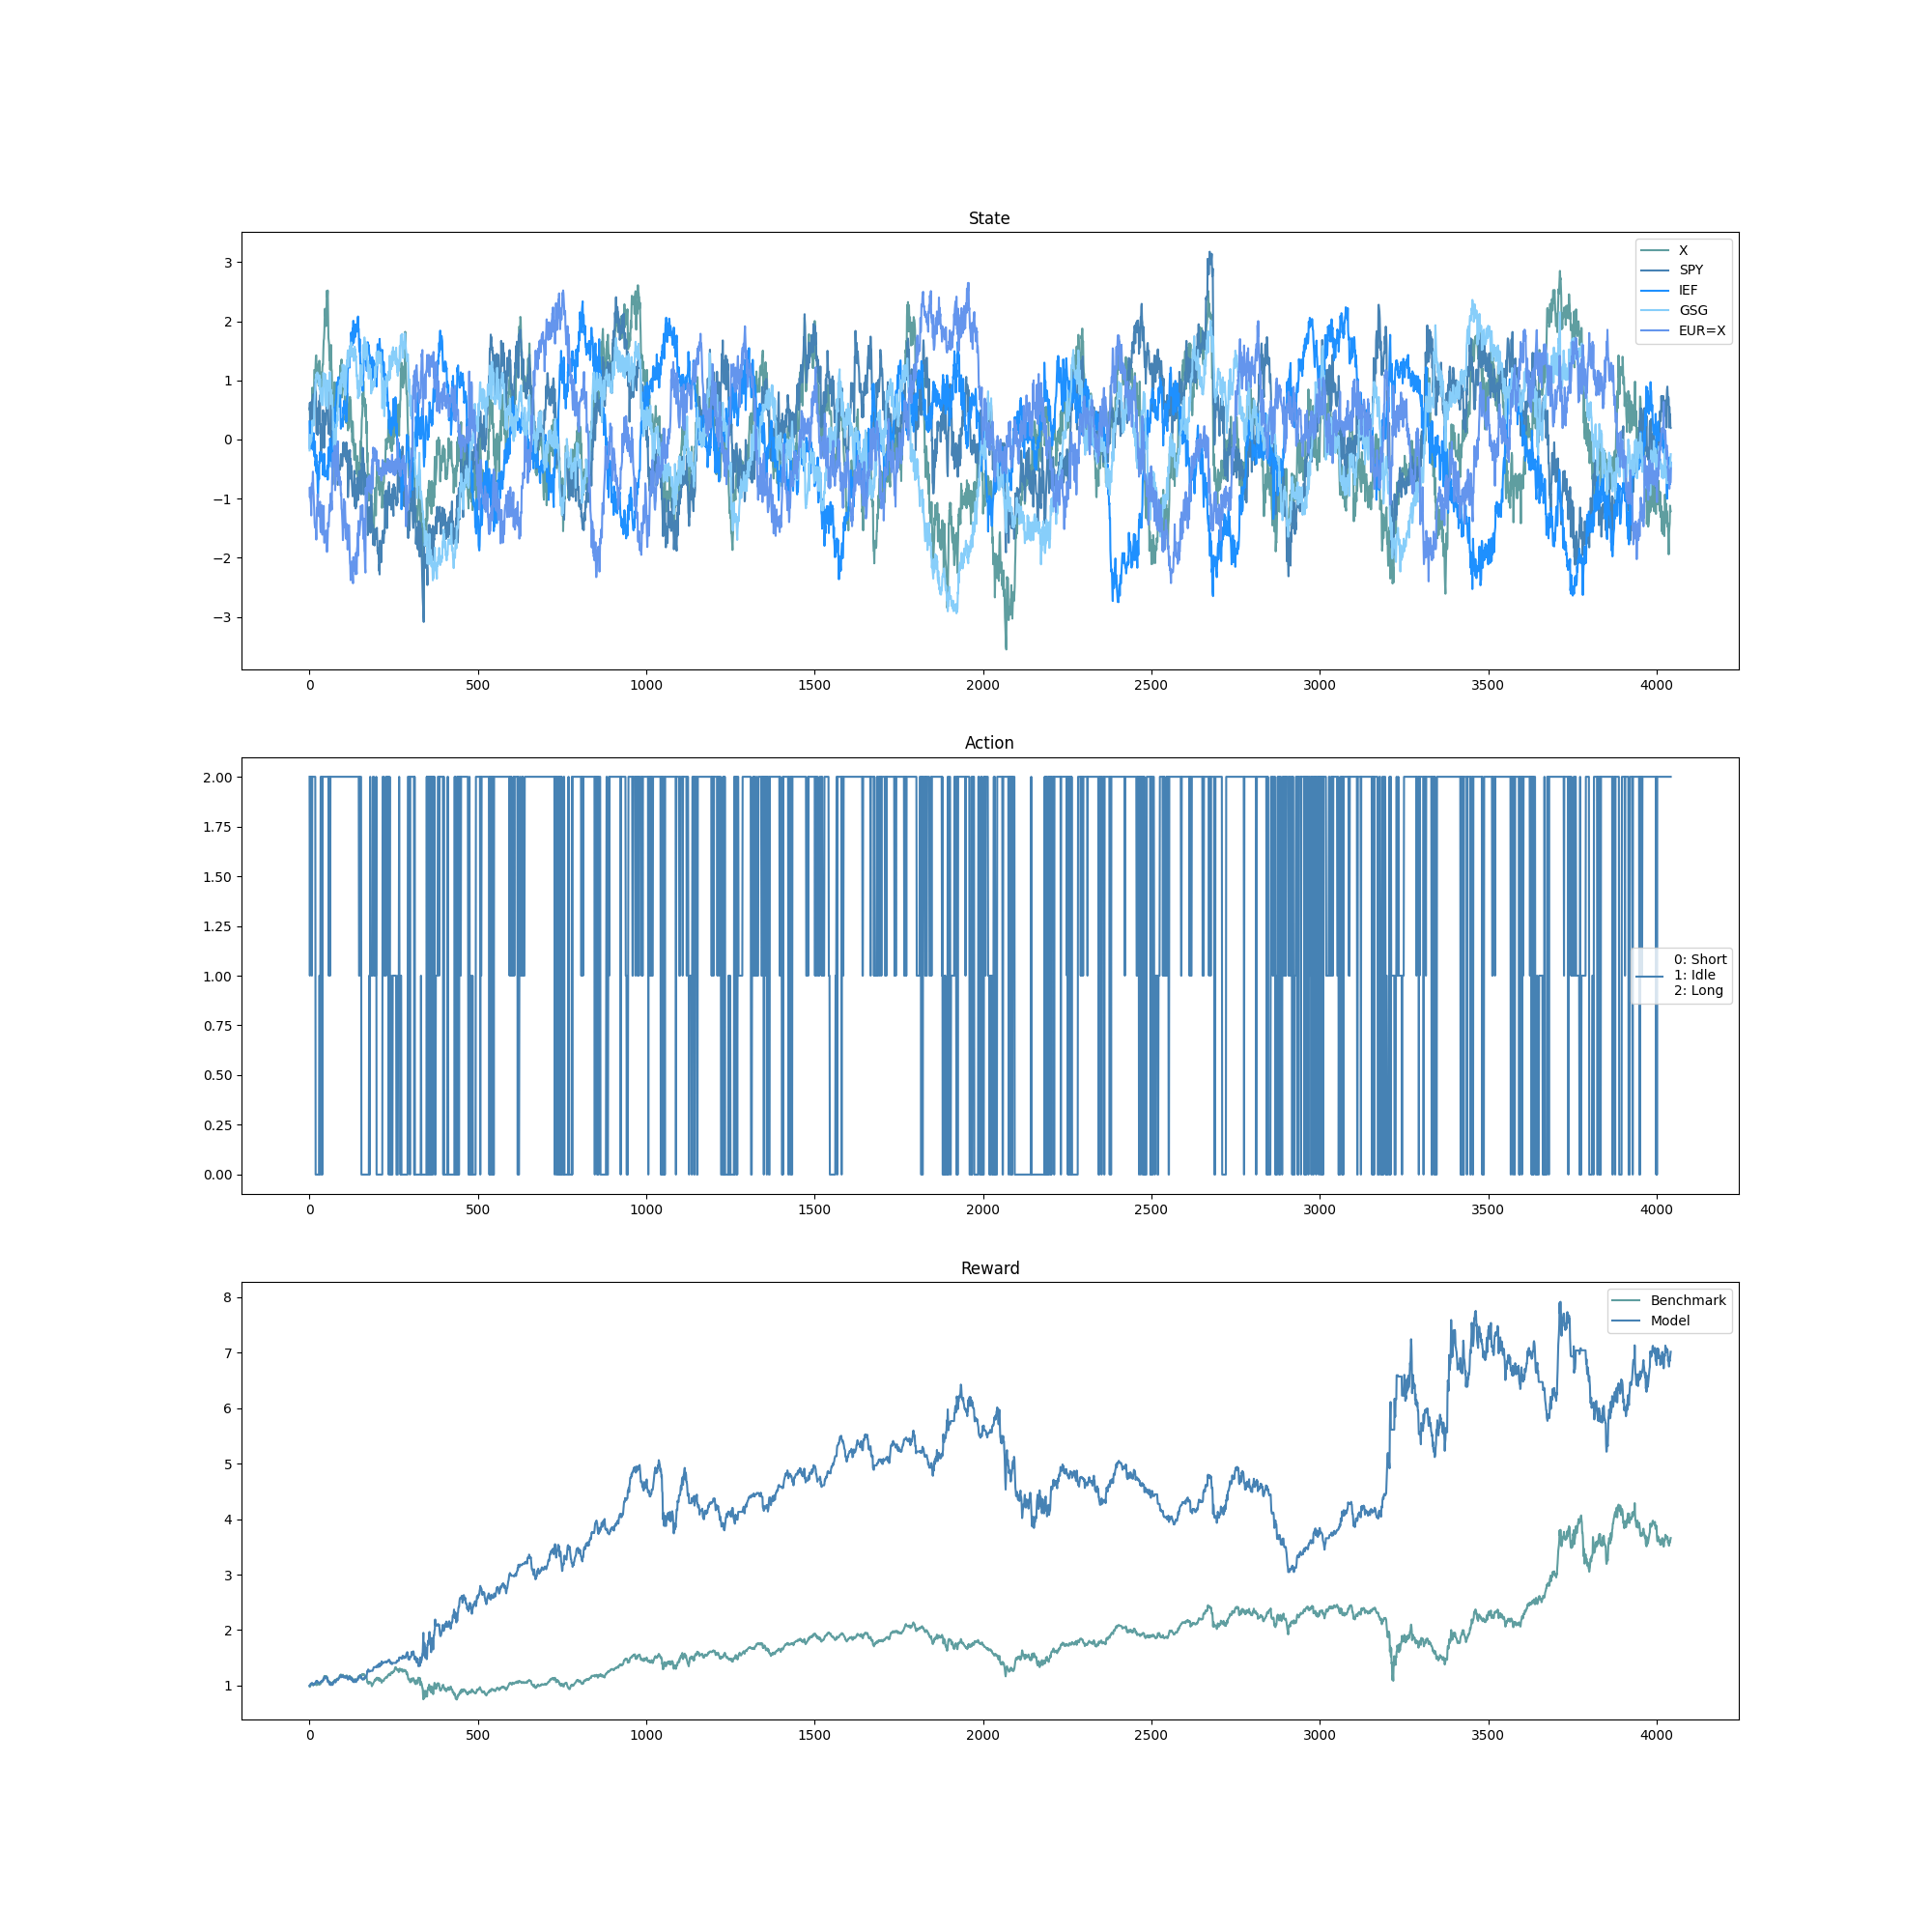 State
3
2
1
0
−1
−2
−3
X
SPY
IEF
GSG
EUR=X
0 500 1000 1500 2000 2500 3000 3500 4000
Action
2.00
1.75
1.50
1.25
1.00
0.75
0.50
0.25
0.00
0: Short
1: Idle
2: Long
0 500 1000 1500 2000 2500 3000 3500 4000
Reward
8
7
6
5
4
3
2
1
Benchmark
Model
0 500 1000 1500 2000 2500 3000 3500 4000